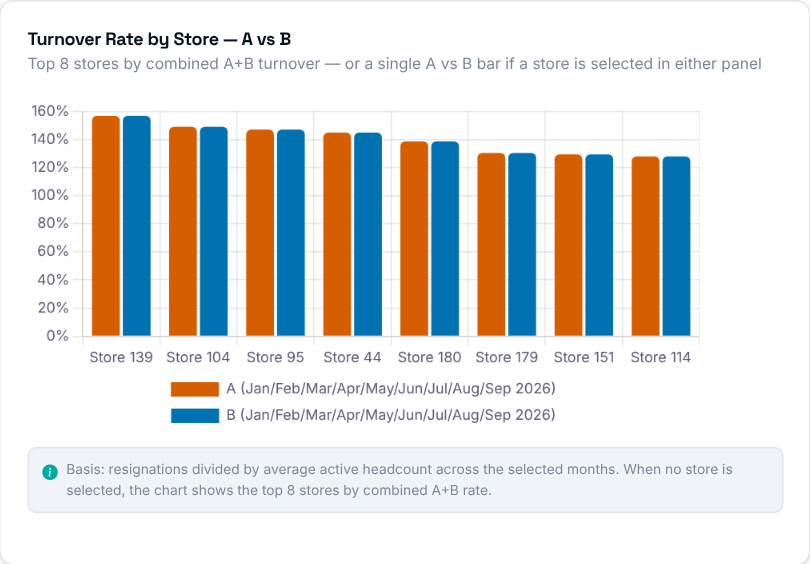 Turnover Rate by Store — A vs B
Top 8 stores by combined A+B turnover — or a single A vs B bar if a store is selected in either panel
160%
140%
120%
100%
80%
60%
40%
20%
0%
Store 139 Store 104 Store 95 Store 44 Store 180 Store 179 Store 151 Store 114
A (Jan/Feb/Mar/Apr/May/Jun/Jul/Aug/Sep 2026)
B (Jan/Feb/Mar/Apr/May/Jun/Jul/Aug/Sep 2026)
i Basis: resignations divided by average active headcount across the selected months. When no store is
selected, the chart shows the top 8 stores by combined A+B rate.